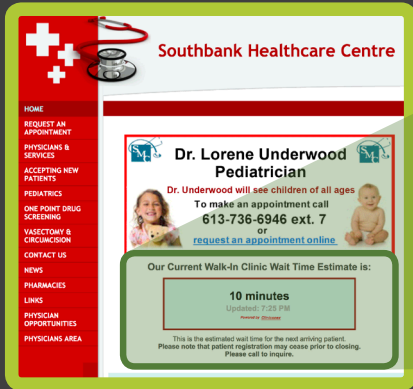 Southbank Healthcare Centre
HOME
REQUEST AN
APPOINTMENT
PHYSICIANS &
SERVICES
ACCEPTING NEW
PATIENTS
PEDIATRICS
ONE POINT DRUG
SCREENING
VASECTOMY &
CIRCUMCISION
CONTACT US
NEWS
PHARMACIES
LINKS
PHYSICIAN
OPPORTUNITIES
PHYSICIANS AREA
Dr. Lorene Underwood
Pediatrician
Dr. Underwood will see children of all ages
To make an appointment call
613-736-6946 ext. 7
or
request an appointment online
Our Current Walk-In Clinic Wait Time Estimate is:
10 minutes
Updated: 7:25 PM
This is the estimated wait time for the next arriving patient.
Please note that patient registration may cease prior to closing.
Please call to inquire.